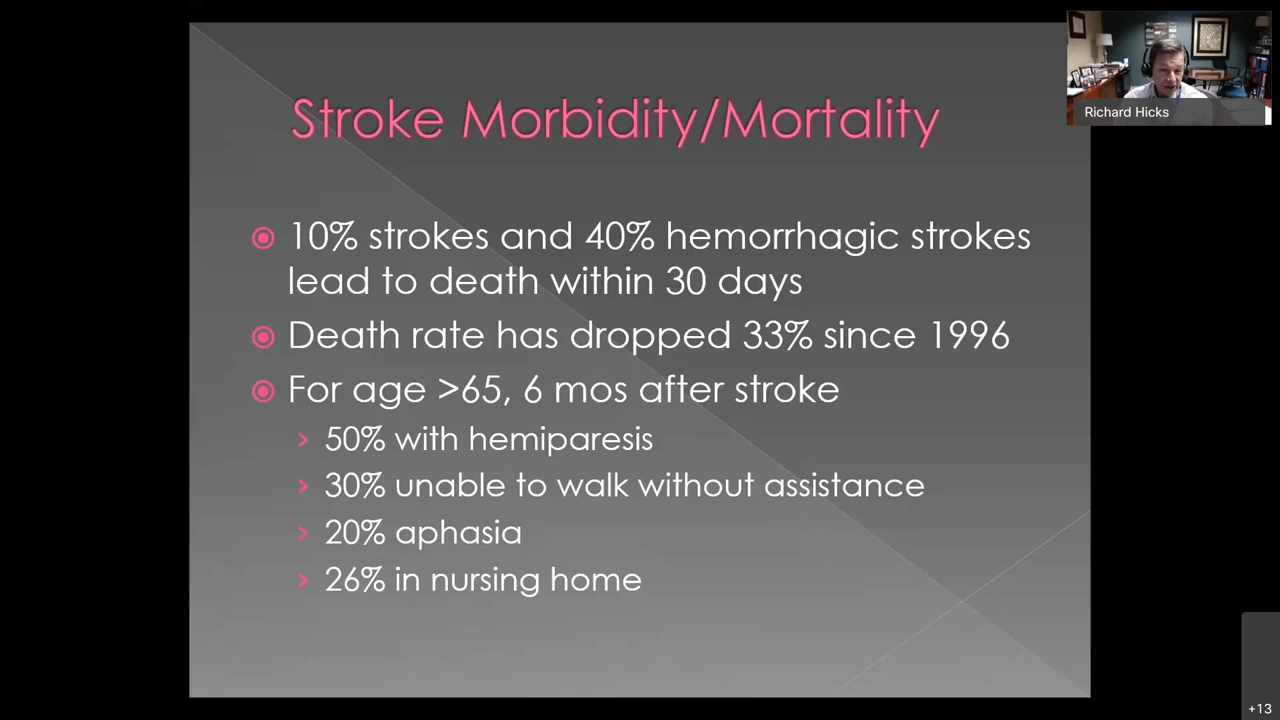 Stroke Morbidity/Mortality
10% strokes and 40% hemorrhagic strokes
lead to death within 30 days
Death rate has dropped 33% since 1996
For age >65, 6 mos after stroke
50% with hemiparesis
30% unable to walk without assistance
20% aphasia
26% in nursing home
Richard Hicks
+13